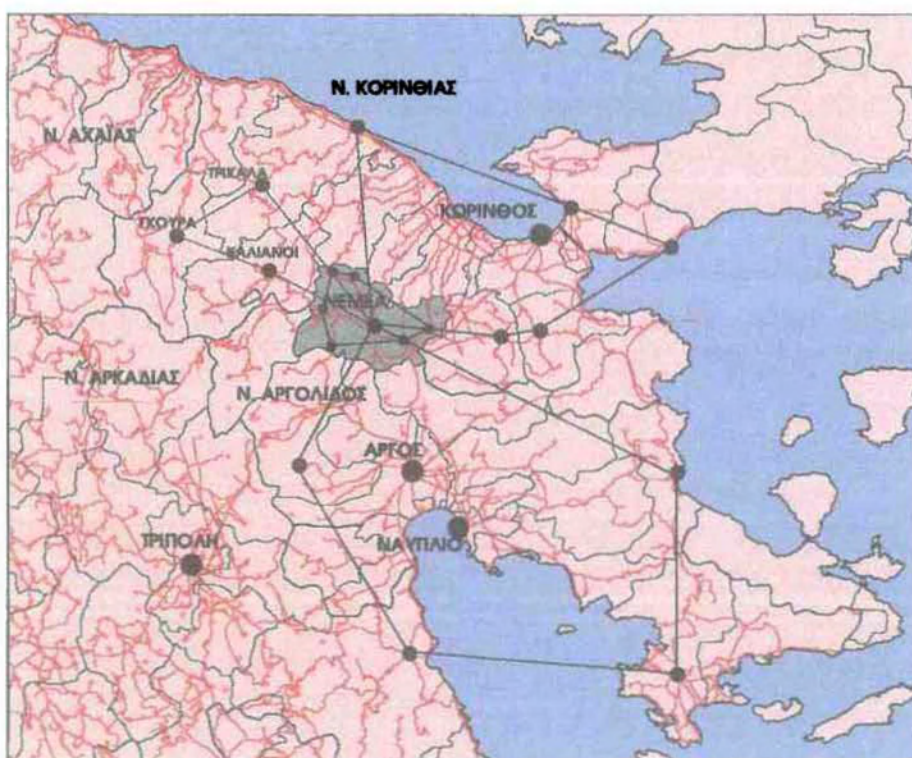 Ν. ΚΟΡΙΝΘΙΑΣ
Ν. ΑΧΑΪΑΣ
ΤΡΙΚΑΛΑ
ΓΚΟΥΡΑ
ΚΟΡΙΝΘΟΣ
ΚΑΛΙΑΝΟΙ
ΝΕΜΕΑ
Ν. ΑΡΚΑΔΙΑΣ
Ν. ΑΡΓΟΛΙΔΟΣ
ΑΡΓΟΣ
ΤΡΙΠΟΛΗ
ΝΑΥΠΛΙΟ